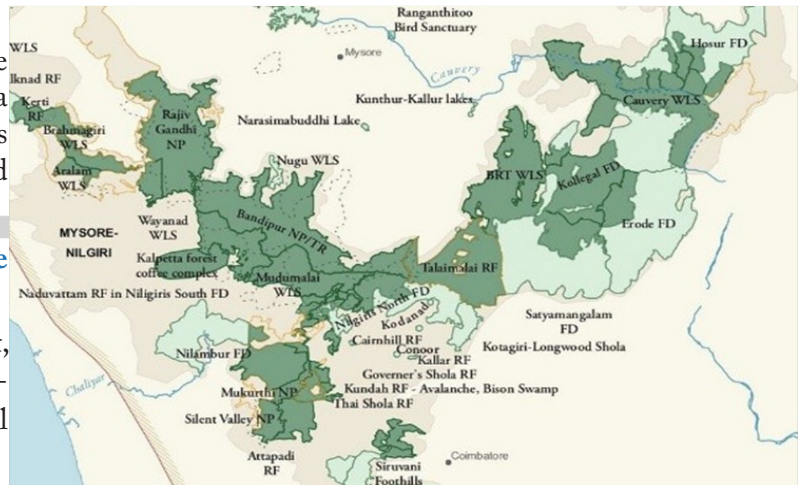 Ranganthitoo
Bird Sanctuary
Hosur FD
WLS
Mysore
lknad RF
Cauvery
Kerti
RF
Rajiv
Gandhi
NP
Kunthur-Kallur lakes
Cauvery WLS
Brahmagiri
WLS
Narasimabuddhi Lake
Aralam
WLS
Nugu WLS
BRT WLS
Kollegal FD
Wayanad
WLS
Bandipur NP/TR
Erode FD
MYSORE-
NILGIRI
Kalpetta forest
coffee complex
Mudumalai
WLS
Talaimalai RF
Naduvattam RF in Niligiris South FD
Nilgiris North FD
Kodanad
Satyamangalam
FD
Cairnhill RF
Conoor
Kotagiri-Longwood Shola
Nilambur FD
Kallar RF
Governer's Shola RF
Chaliyar
Mukurthi NP
Kundah RF - Avalanche, Bison Swamp
Thai Shola RF
Silent Valley NP
Attapadi
RF
Siruvani
Foothills
Coimbatore